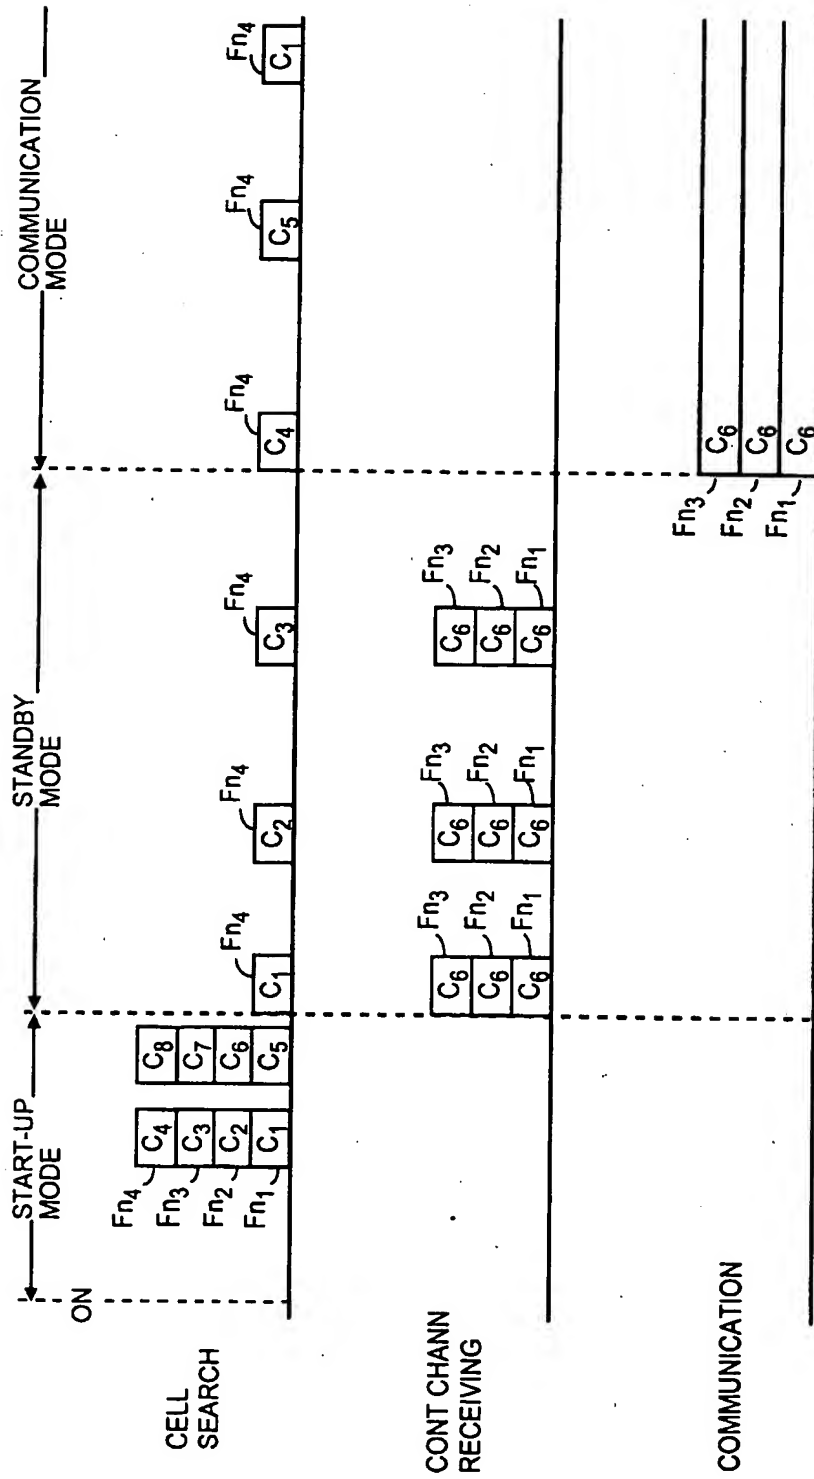 START-UP
MODE
STANDBY
MODE
COMMUNICATION
MODE
ON
CELL
SEARCH
Fn₄
Fn₃
Fn₂
Fn₁
C₄
C₃
C₂
C₁
C₈
C₇
C₆
C₅
Fn₄
C₁
Fn₄
C₂
Fn₄
C₃
Fn₄
C₄
Fn₄
C₅
Fn₄
C₁
CONT CHANN
RECEIVING
C₆ Fn₃
C₆ Fn₂
C₆ Fn₁
C₆ Fn₃
C₆ Fn₂
C₆ Fn₁
C₆ Fn₃
C₆ Fn₂
C₆ Fn₁
COMMUNICATION
Fn₃ C₆
Fn₂ C₆
Fn₁ C₆